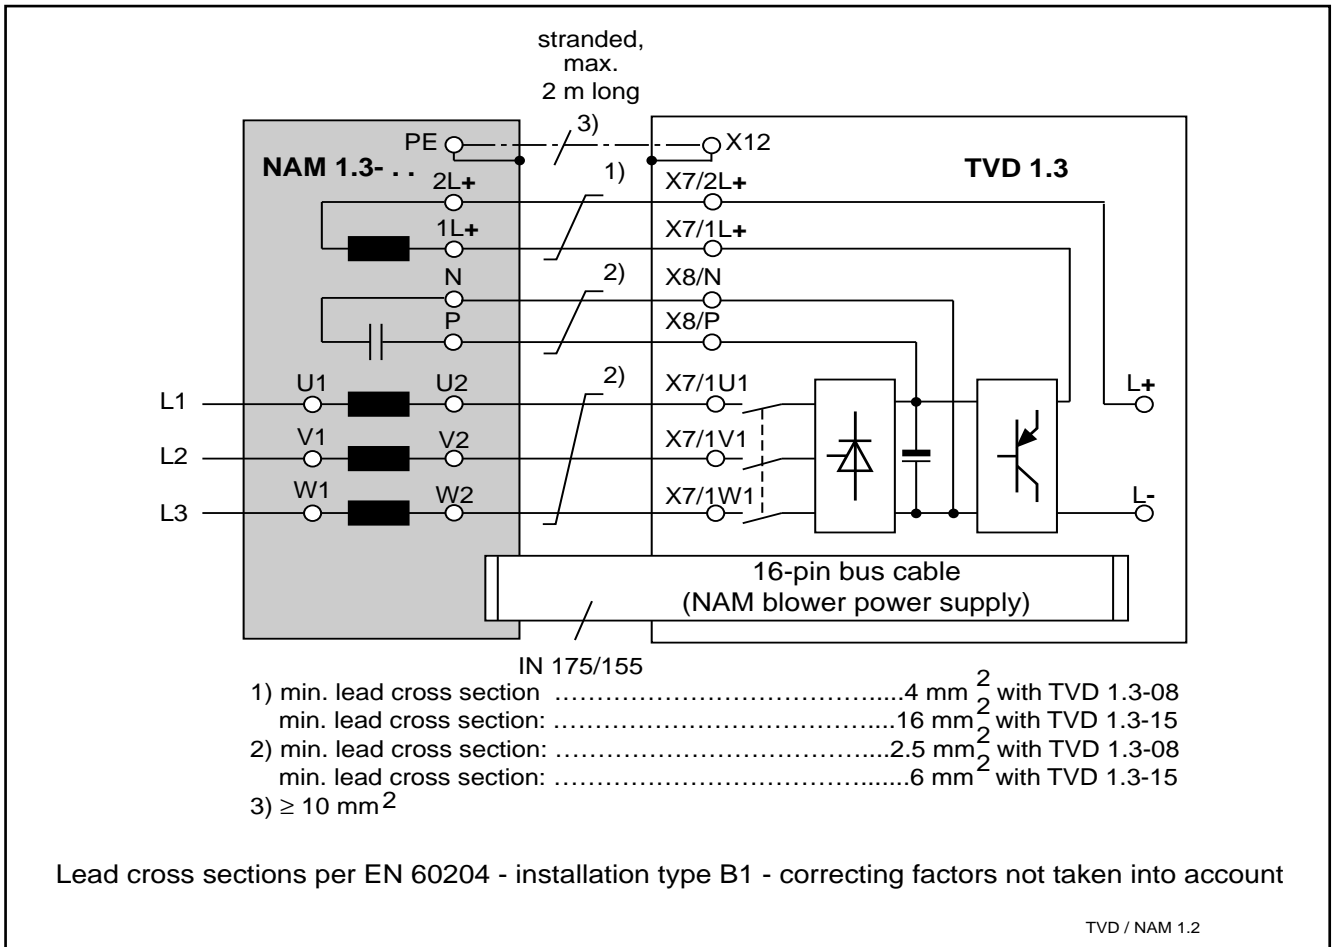 stranded,
max.
2 m long
3)
PE
X12
NAM 1.3- . .
TVD 1.3
1)
2L+
X7/2L+
1L+
X7/1L+
N
2)
X8/N
P
X8/P
2)
L1
U1
U2
X7/1U1
L+
L2
V1
V2
X7/1V1
L3
W1
W2
X7/1W1
L-
16-pin bus cable
(NAM blower power supply)
IN 175/155
1) min. lead cross section ........................................4 mm 2 with TVD 1.3-08
min. lead cross section: ........................................16 mm2 with TVD 1.3-15
2) min. lead cross section: ........................................2.5 mm2 with TVD 1.3-08
min. lead cross section: ..........................................6 mm2 with TVD 1.3-15
3) ≥ 10 mm2
Lead cross sections per EN 60204 - installation type B1 - correcting factors not taken into account
TVD / NAM 1.2